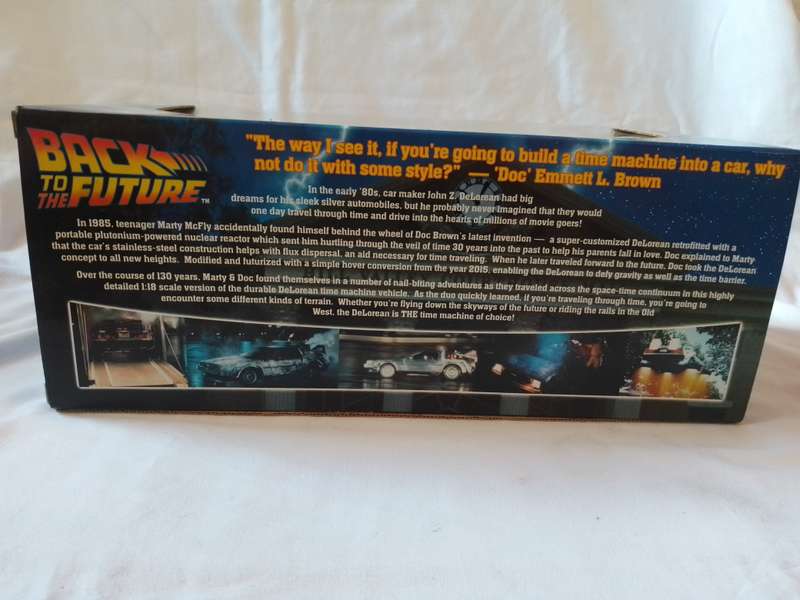 BACK
TO THE FUTURE™
"The way I see it, if you're going to build a time machine into a car, why
not do it with some style?" — 'Doc' Emmett L. Brown
In the early '80s, car maker John Z. DeLorean had big
dreams for his sleek silver automobiles, but he probably never imagined that they would
one day travel through time and drive into the hearts of millions of movie goers!
In 1985, teenager Marty McFly accidentally found himself behind the wheel of Doc Brown's latest invention — a super-customized DeLorean retrofitted with a
portable plutonium-powered nuclear reactor which sent him hurtling through the veil of time 30 years into the past to help his parents fall in love. Doc explained to Marty
that the car's stainless-steel construction helps with flux dispersal, an aid necessary for time traveling. When he later traveled forward to the future, Doc took the DeLorean
concept to all new heights. Modified and futurized with a simple hover conversion from the year 2015, enabling the DeLorean to defy gravity as well as the time barrier.
Over the course of 130 years, Marty & Doc found themselves in a number of nail-biting adventures as they traveled across the space-time continuum in this highly
detailed 1:18 scale version of the durable DeLorean time machine vehicle. As the duo quickly learned, if you're traveling through time, you're going to
encounter some different kinds of terrain. Whether you're flying down the skyways of the future or riding the rails in the Old
West, the DeLorean is THE time machine of choice!